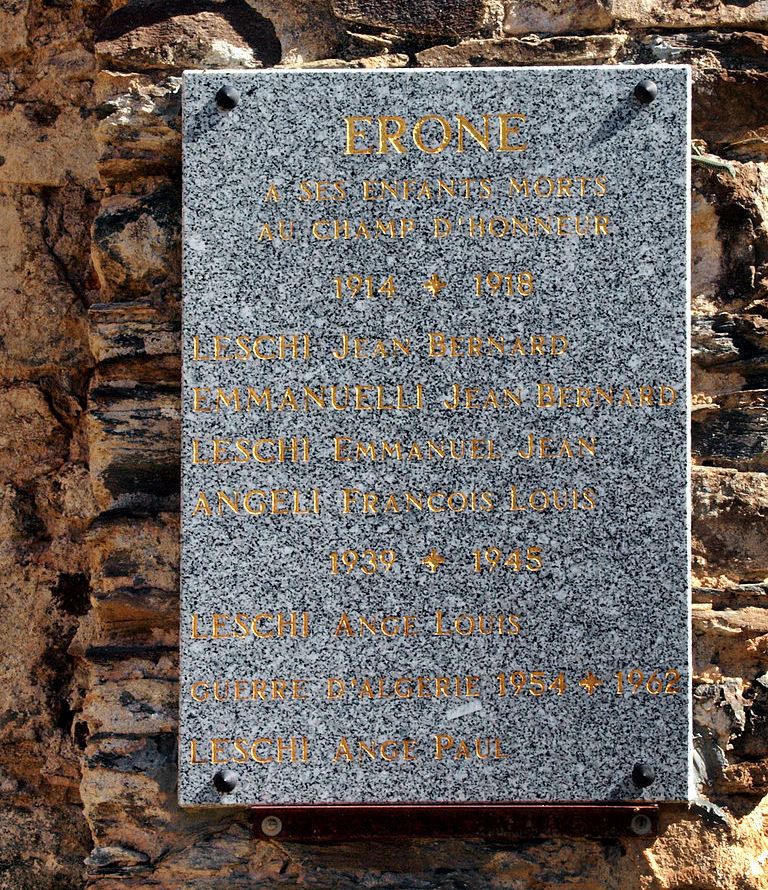 ERONE
A SES ENFANTS MORTS
AU CHAMP D'HONNEUR
1914 1918
LESCHI JEAN BERNARD
EMMANUELLI JEAN BERNARD
LESCHI EMMANUEL JEAN
ANGELI FRANCOIS LOUIS
1939 1945
LESCHI ANGE LOUIS
GUERRE D'ALGERIE 1954 1962
LESCHI ANGE PAUL